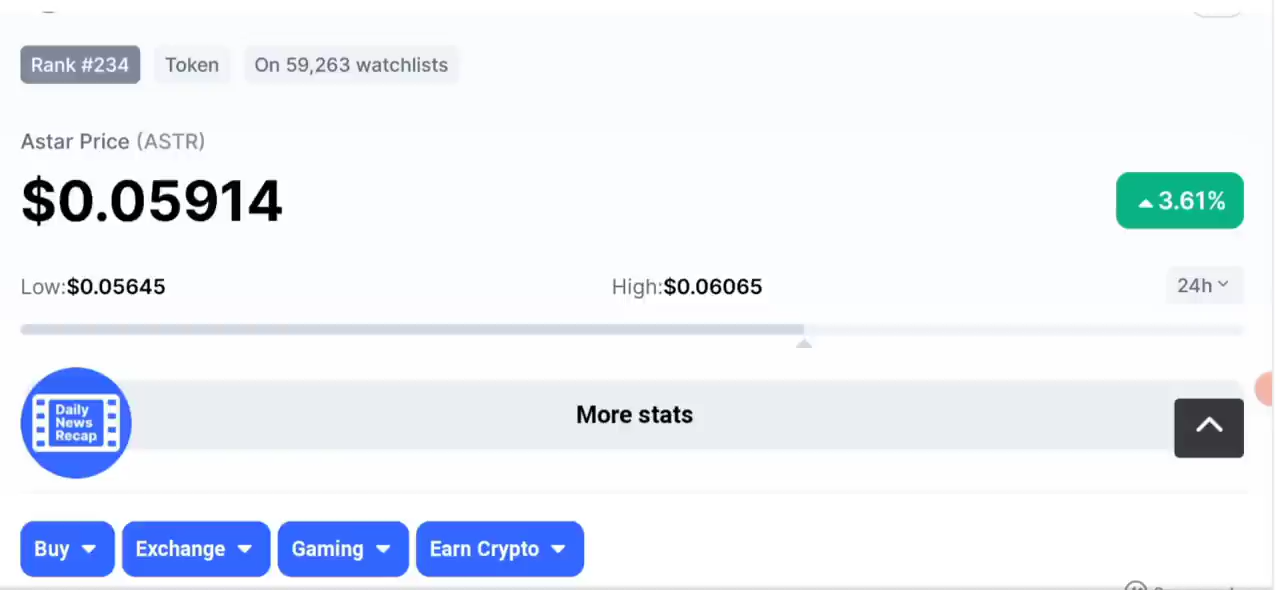 Rank #234 Token On 59,263 watchlists
Astar Price (ASTR)
$0.05914
3.61%
Low:$0.05645 High:$0.06065 24h
Daily
News
Recap
More stats
Buy Exchange Gaming Earn Crypto